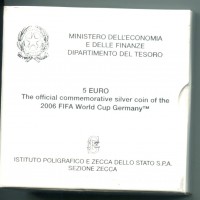 MINISTERO DELL'ECONOMIA
E DELLE FINANZE
DIPARTIMENTO DEL TESORO
5 EURO
The official commemorative silver coin of the
2006 FIFA World Cup Germany™
ISTITUTO POLIGRAFICO E ZECCA DELLO STATO S.P.A.
SEZIONE ZECCA